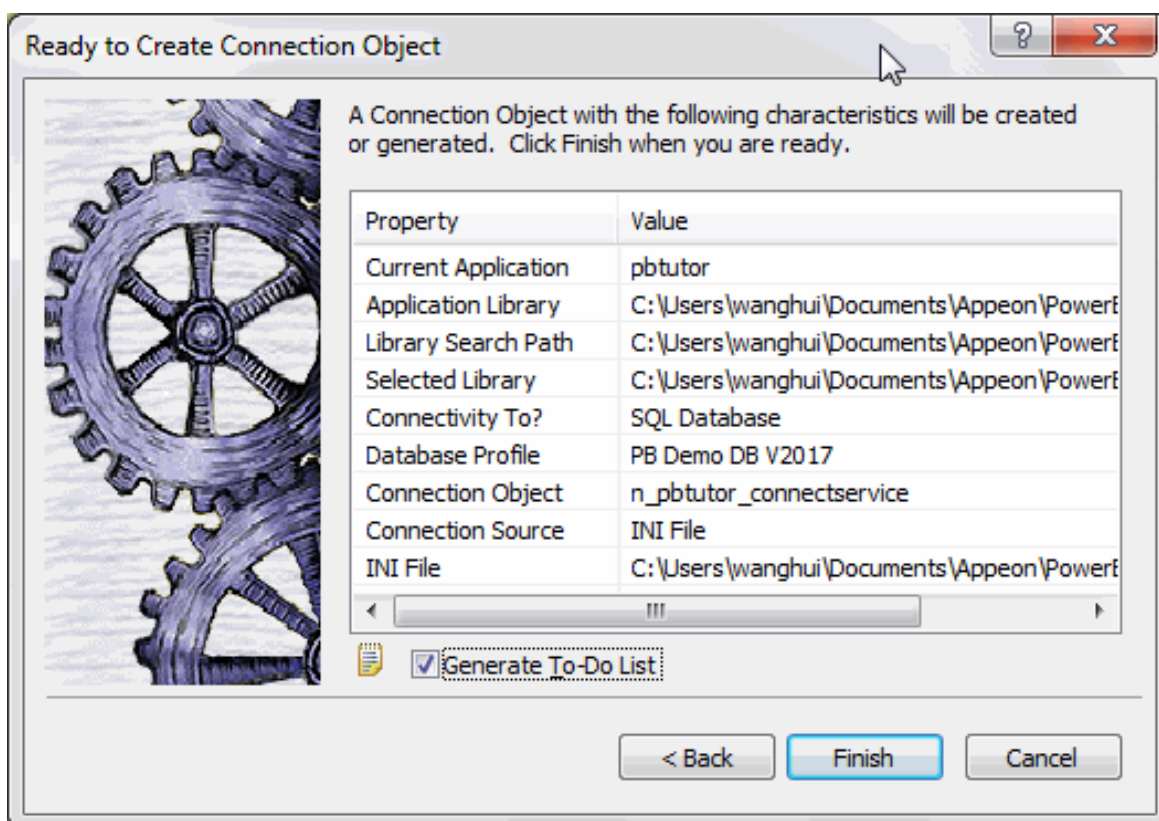 Ready to Create Connection Object
A Connection Object with the following characteristics will be created
or generated.  Click Finish when you are ready.
Property Value
Current Application pbtutor
Application Library C:\Users\wanghui\Documents\Appeon\PowerE
Library Search Path C:\Users\wanghui\Documents\Appeon\PowerE
Selected Library C:\Users\wanghui\Documents\Appeon\PowerE
Connectivity To? SQL Database
Database Profile PB Demo DB V2017
Connection Object n_pbtutor_connectservice
Connection Source INI File
INI File C:\Users\wanghui\Documents\Appeon\PowerE
Generate To-Do List
< Back Finish Cancel